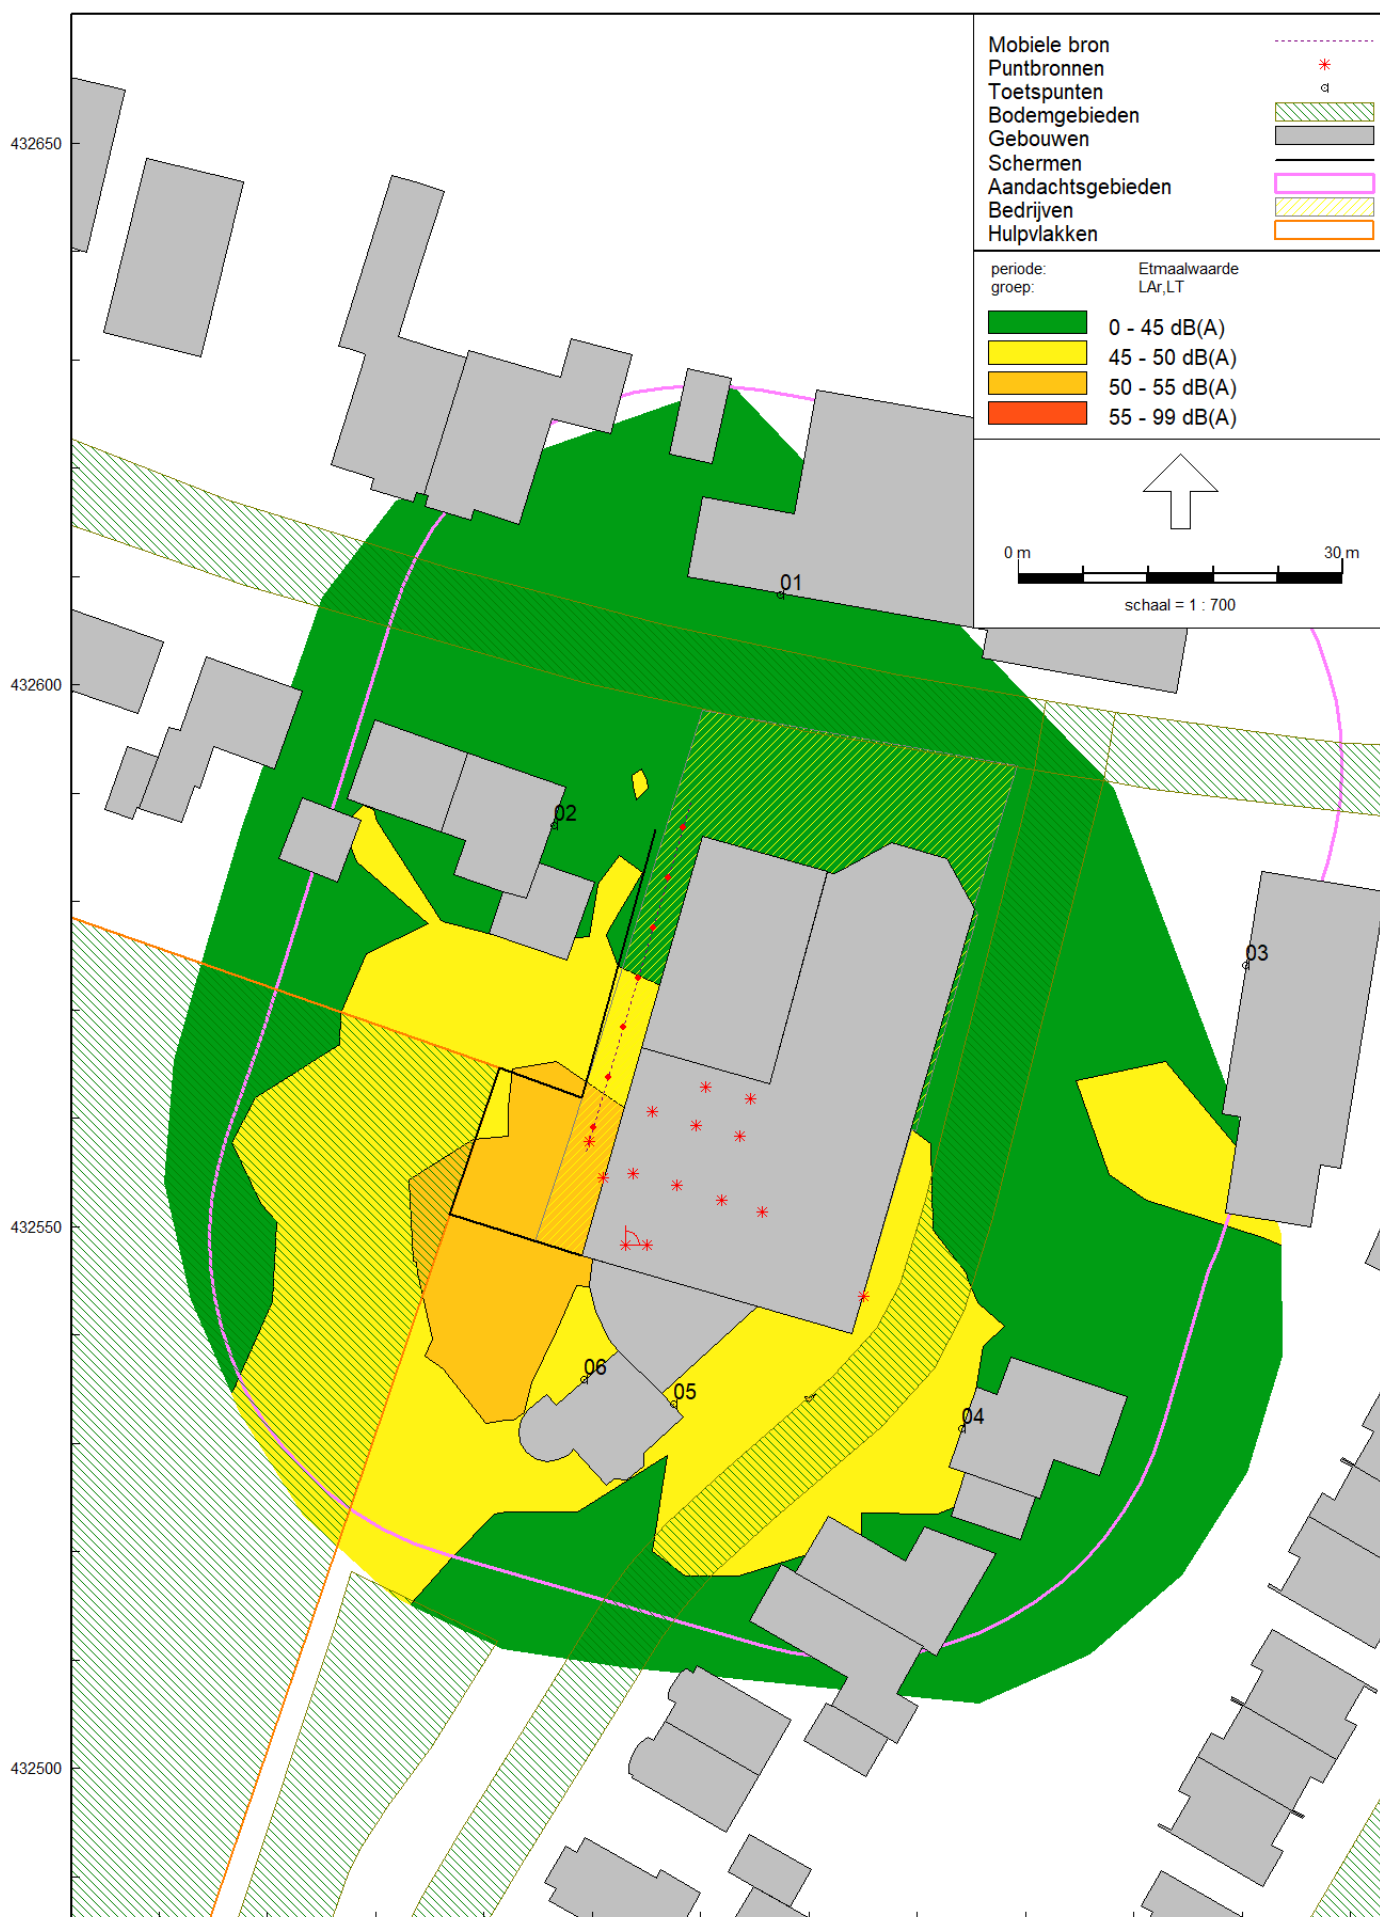 Mobiele bron
Puntbronnen
Toetspunten
Bodemgebieden
Gebouwen
Schermen
Aandachtsgebieden
Bedrijven
Hulpvlakken
periode: Etmaalwaarde
groep: LAr,LT
0 - 45 dB(A)
45 - 50 dB(A)
50 - 55 dB(A)
55 - 99 dB(A)
0 m 30 m
schaal = 1 : 700
432650
432600
432550
432500
01
02
03
04
05
06